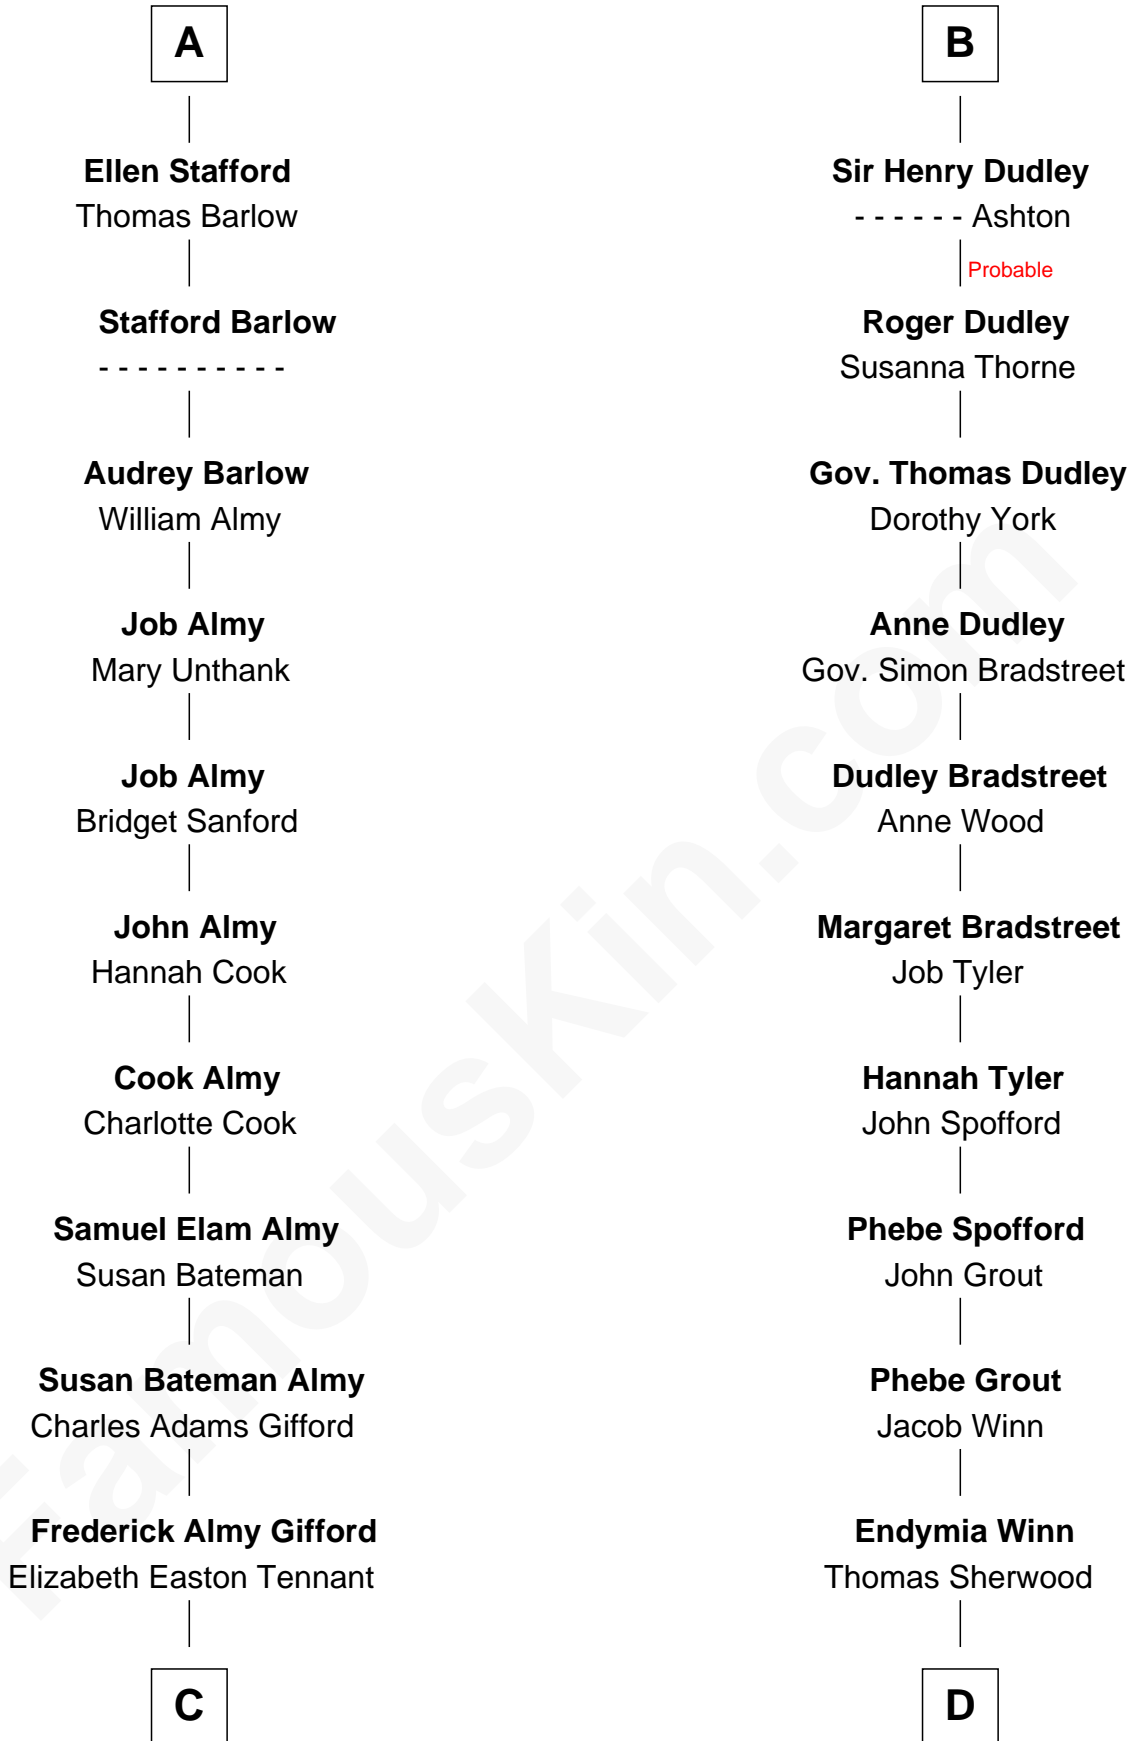 A
Ellen Stafford
Thomas Barlow
Stafford Barlow
- - - - - - - - - -
Audrey Barlow
William Almy
Job Almy
Mary Unthank
Job Almy
Bridget Sanford
John Almy
Hannah Cook
Cook Almy
Charlotte Cook
Samuel Elam Almy
Susan Bateman
Susan Bateman Almy
Charles Adams Gifford
Frederick Almy Gifford
Elizabeth Easton Tennant
C
B
Sir Henry Dudley
- - - - - - Ashton
Probable
Roger Dudley
Susanna Thorne
Gov. Thomas Dudley
Dorothy York
Anne Dudley
Gov. Simon Bradstreet
Dudley Bradstreet
Anne Wood
Margaret Bradstreet
Job Tyler
Hannah Tyler
John Spofford
Phebe Spofford
John Grout
Phebe Grout
Jacob Winn
Endymia Winn
Thomas Sherwood
D
FamousKin.com